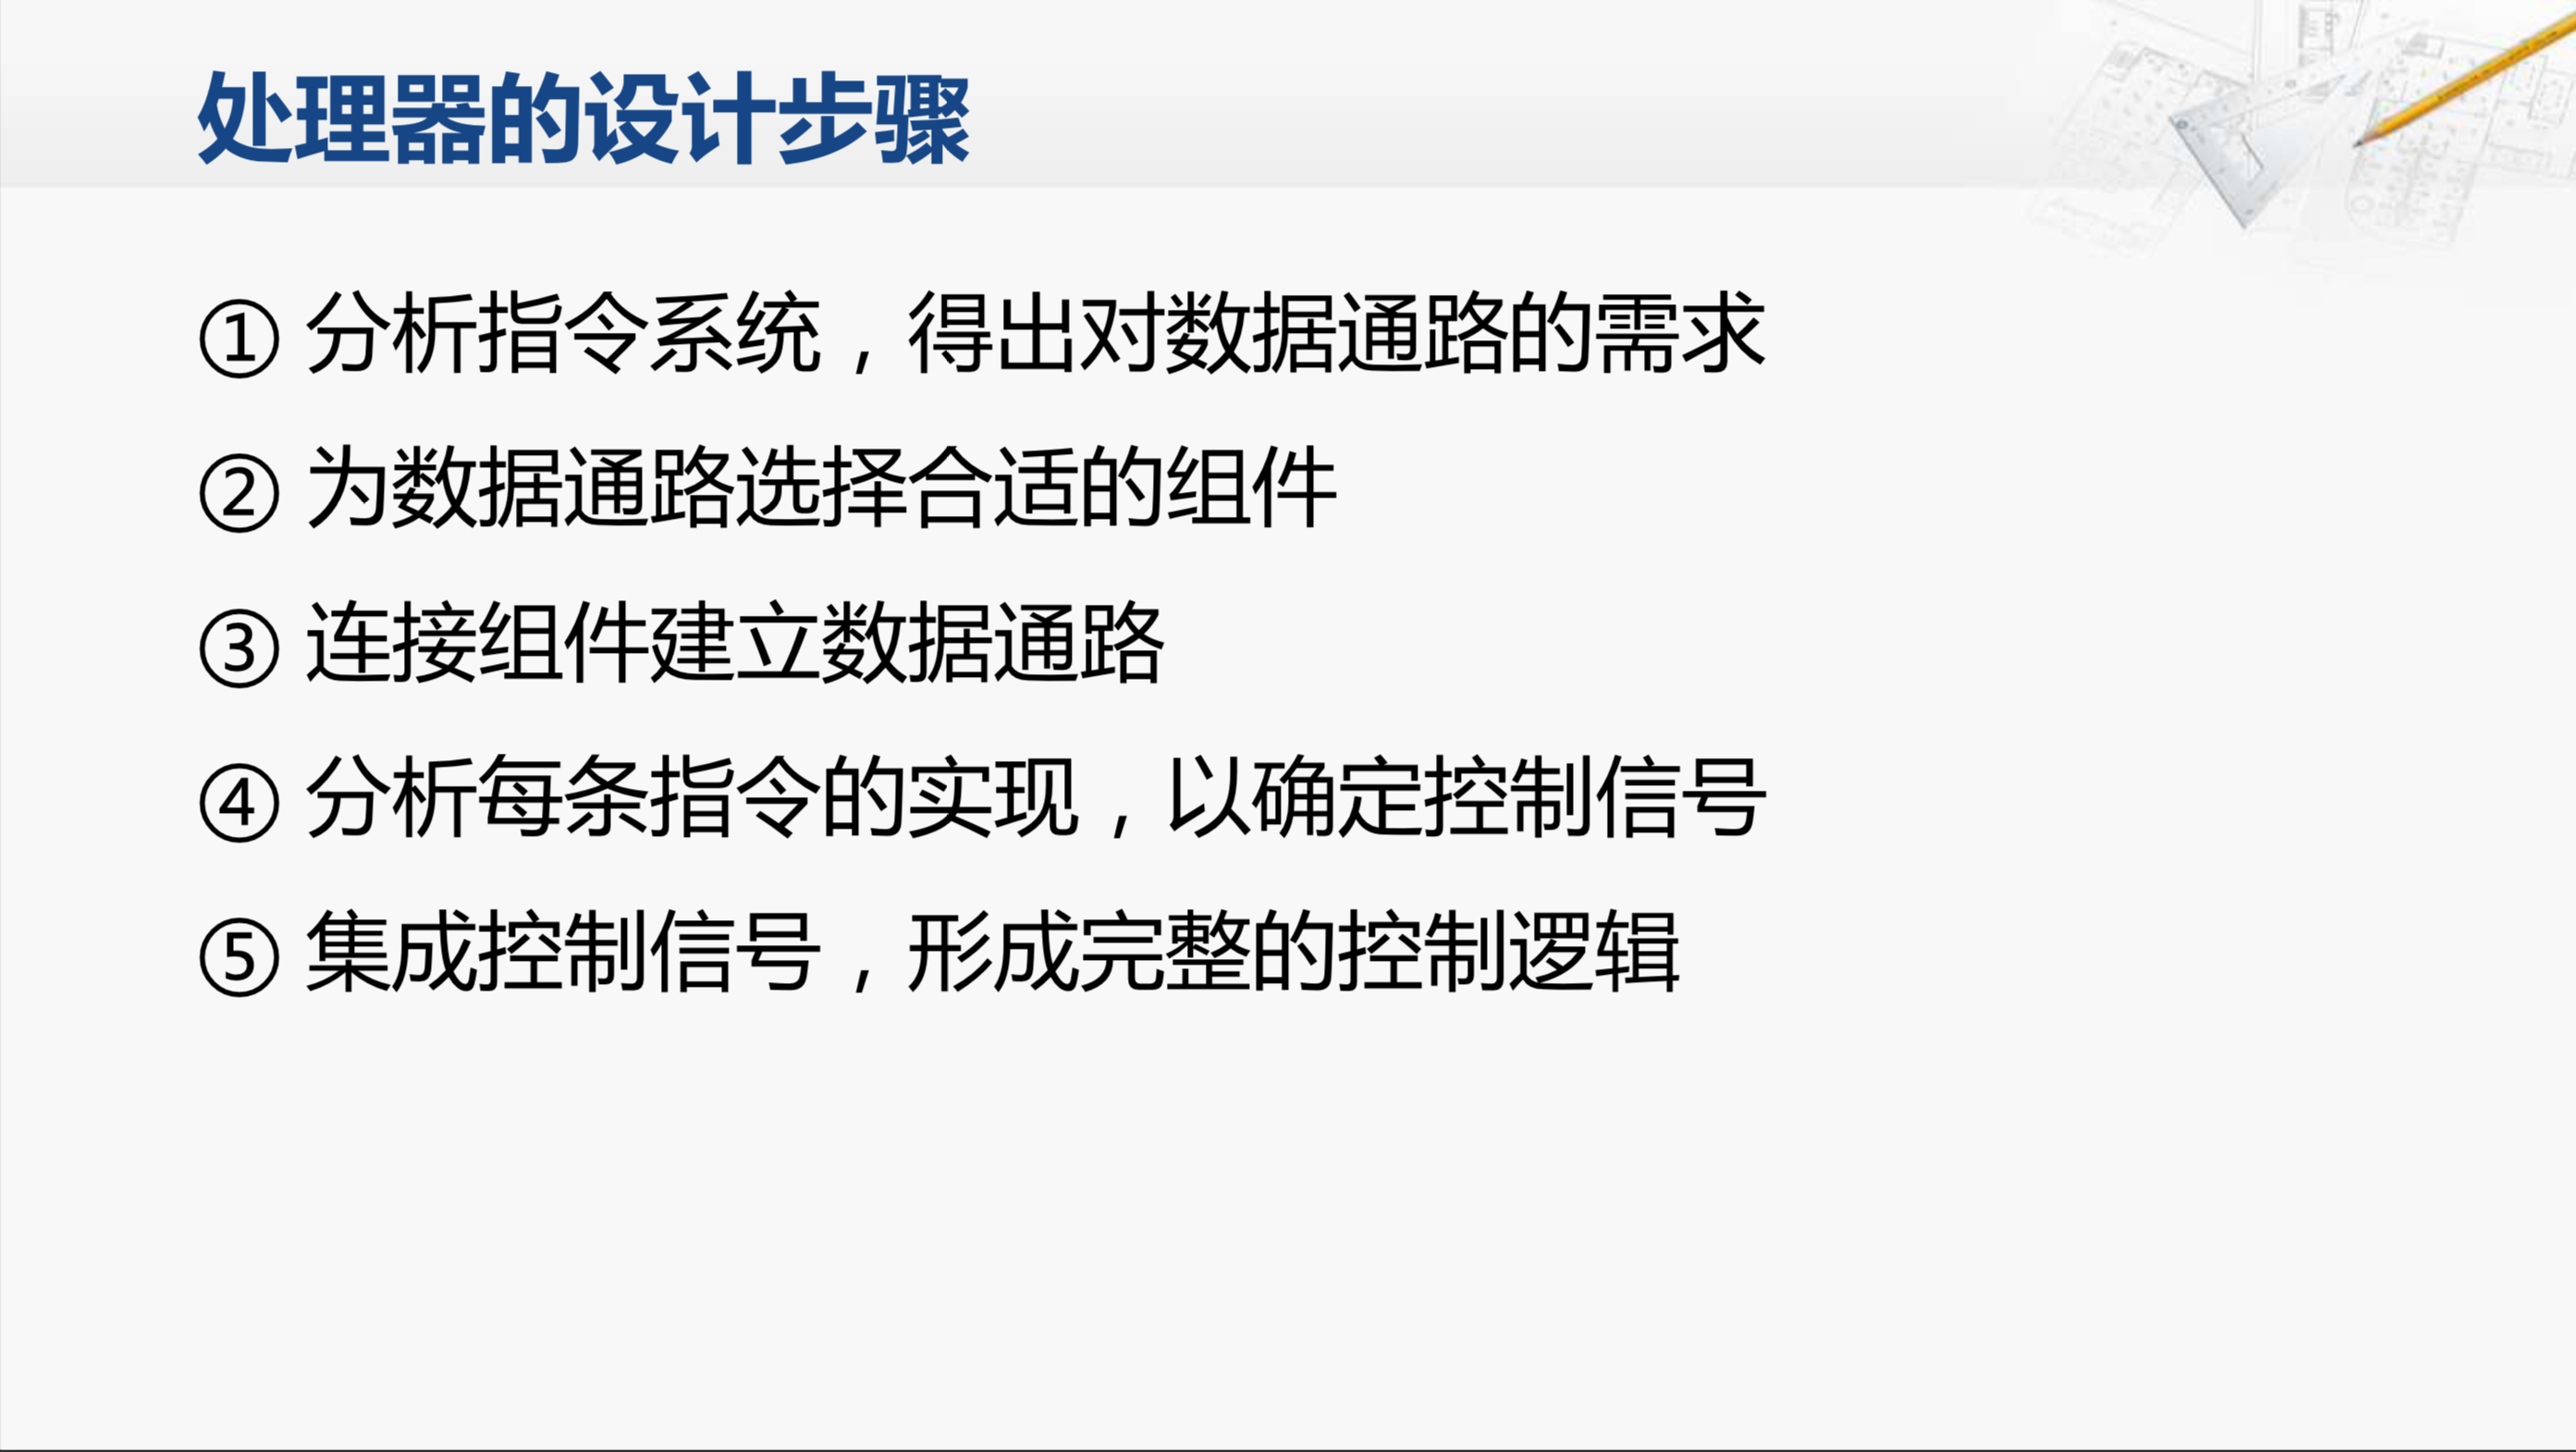 处理器的设计步骤
① 分析指令系统，得出对数据通路的需求
② 为数据通路选择合适的组件
③ 连接组件建立数据通路
④ 分析每条指令的实现，以确定控制信号
⑤ 集成控制信号，形成完整的控制逻辑